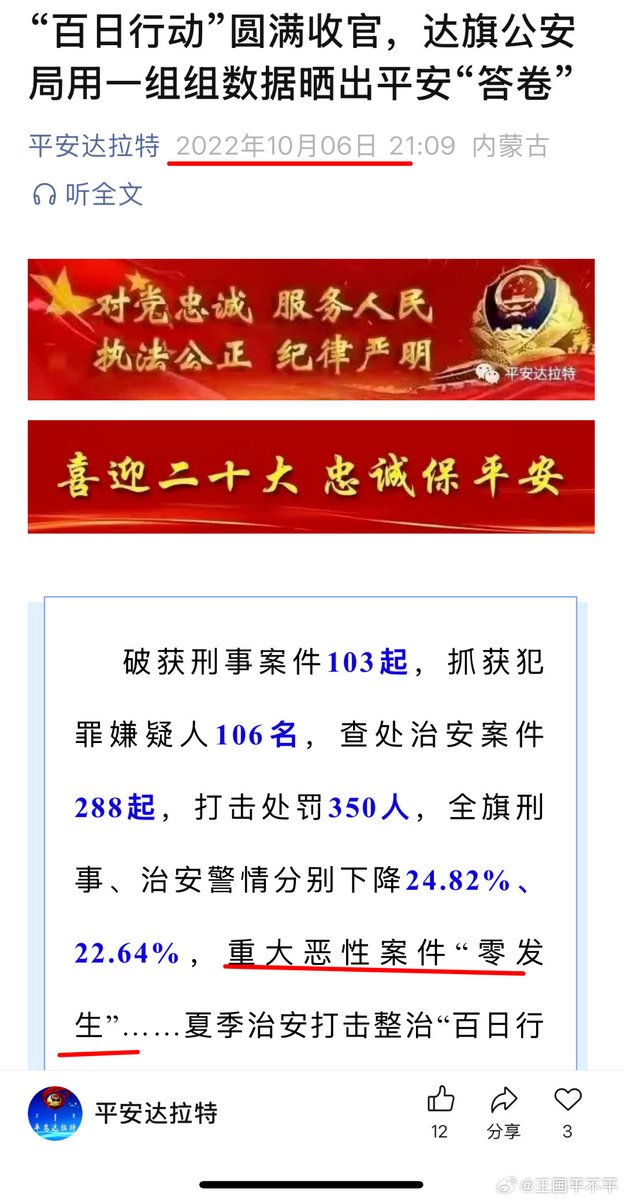 “百日行动”圆满收官，达旗公安
局用一组组数据晒出平安“答卷”
平安达拉特 2022年10月06日 21:09 内蒙古
听全文
对党忠诚 服务人民
执法公正 纪律严明
平安达拉特
喜迎二十大 忠诚保平安
破获刑事案件103起，抓获犯
罪嫌疑人106名，查处治安案件
288起，打击处罚350人，全旗刑
事、治安警情分别下降24.82%、
22.64%，重大恶性案件“零发
生”……夏季治安打击整治“百日行
平安达拉特
平安达拉特
12
分享
3
@王国平不平